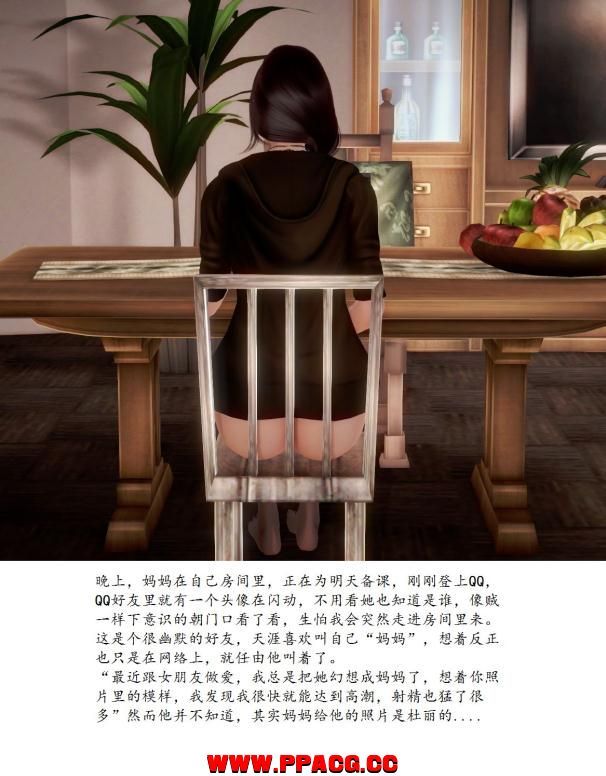 晚上，妈妈在自己房间里，正在为明天备课，刚刚登上QQ，
QQ好友里就有一个头像在闪动，不用看她也知道是谁，像贼
一样下意识的朝门口看了看，生怕我会突然走进房间里来。
这是个很幽默的好友，天涯喜欢叫自己“妈妈”，想着反正
也只是在网络上，就任由他叫着了。
“最近跟女朋友做爱，我总是把她幻想成妈妈了，想着你照
片里的模样，我发现我很快就能达到高潮，射精也猛了很
多”然而他并不知道，其实妈妈给他的照片是杜丽的....
WWW.PPACG.CC